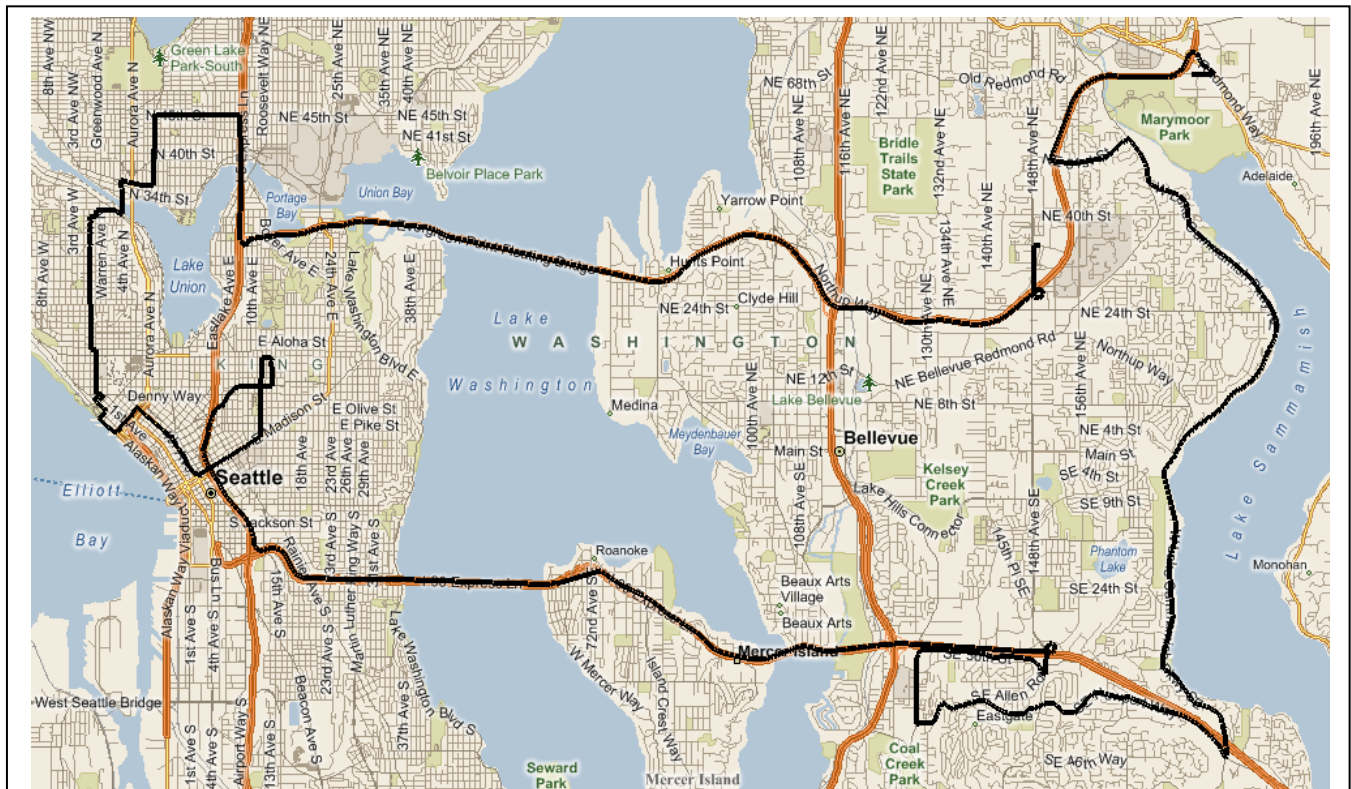 8th Ave NW
3rd Ave NW
Greenwood Ave N
Aurora Ave N
Green Lake
Park-South
Roosevelt Way NE
25th Ave NE
35th Ave NE
40th Ave NE
NE 45th St
NE 45th St
NE 41st St
Belvoir Place Park
N 40th St
N 34th St
3rd Ave W
8th Ave W
Warren Ave
4th Ave N
Aurora Ave N
Lake
Union
Portage
Bay
Union Bay
Eastlake Ave E
10th Ave E
24th Ave E
Lake Washington Blvd E
38th Ave E
E Aloha St
KING
Denny Way
1st Ave
Madison St
E Olive St
E Pike St
Alaskan Way Viaduct
Seattle
18th Ave
23rd Ave
26th Ave
29th Ave
Elliott
Bay
S Jackson St
Bus Ln S
1st Ave S
4th Ave S
15th Ave S
23rd Ave S
Lake Washington
Blvd S
37th Ave S
West Seattle Bridge
1st Ave S
4th Ave S
Airport Way S
13th Ave S
Beacon Ave S
Lake
WASHINGTON
Washington
Evergreen Point Floating Bridge
NE 68th St
108th Ave NE
116th Ave NE
122nd Ave NE
Old Redmond Rd
Redmond Way
196th Ave NE
Marymoor
Park
Adelaide
Bridle
Trails
State
Park
132nd Ave NE
148th Ave NE
140th Ave NE
134th Ave NE
NE 40th St
Yarrow Point
Hunts Point
Clyde Hill
NE 24th St
Northup Way
130th Ave NE
NE 24th St
NE Bellevue Redmond Rd
Northup Way
156th Ave NE
NE 12th St
Lake Bellevue
NE 8th St
NE 4th St
Main St
SE 4th St
SE 9th St
Medina
100th Ave NE
Meydenbauer
Bay
Main St
Bellevue
Kelsey
Creek
Park
Lake Hills Connector
108th Ave SE
145th Pl SE
148th Ave SE
Phantom
Lake
SE 24th St
Lake Sammamish
Monohan
Roanoke
72nd Ave SE
W Mercer Way
Island Crest Way
Beaux Arts
Village
Beaux Arts
Mercer Island
SE Allen Rd
Eastgate
SE 46th Way
Coal
Creek
Park
Seward
Park
Mercer Island